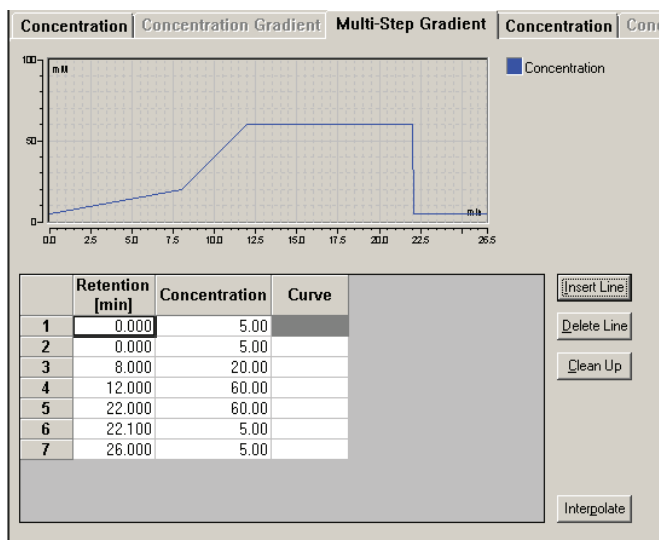 Concentration Concentration Gradient Multi-Step Gradient Concentration Conc
100
mM
Concentration
50
0
min
0.0 2.5 5.0 7.5 10.0 12.5 15.0 17.5 20.0 22.5 26.5
Retention [min] Concentration Curve
1 0.000 5.00
2 0.000 5.00
3 8.000 20.00
4 12.000 60.00
5 22.000 60.00
6 22.100 5.00
7 26.000 5.00
Insert Line
Delete Line
Clean Up
Interpolate